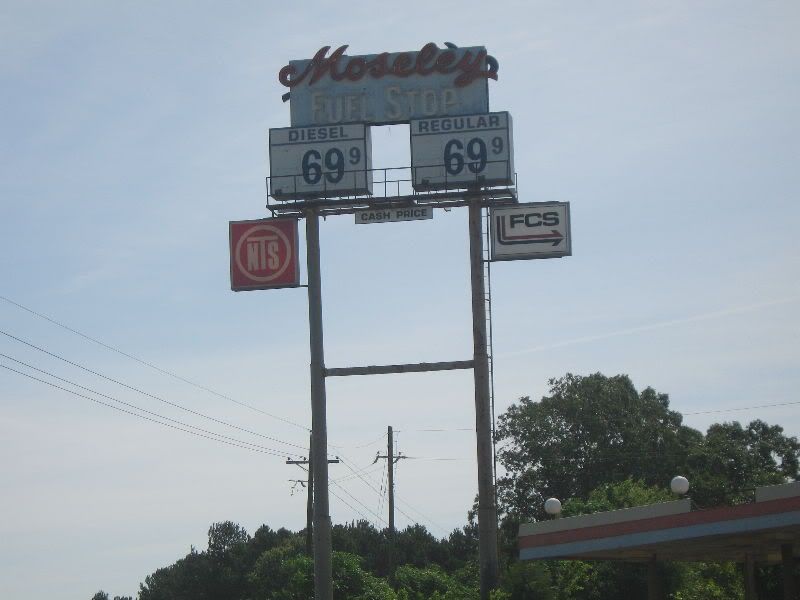 Moseley
FUEL STOP
DIESEL
69 9
REGULAR
69 9
CASH PRICE
NTS
FCS